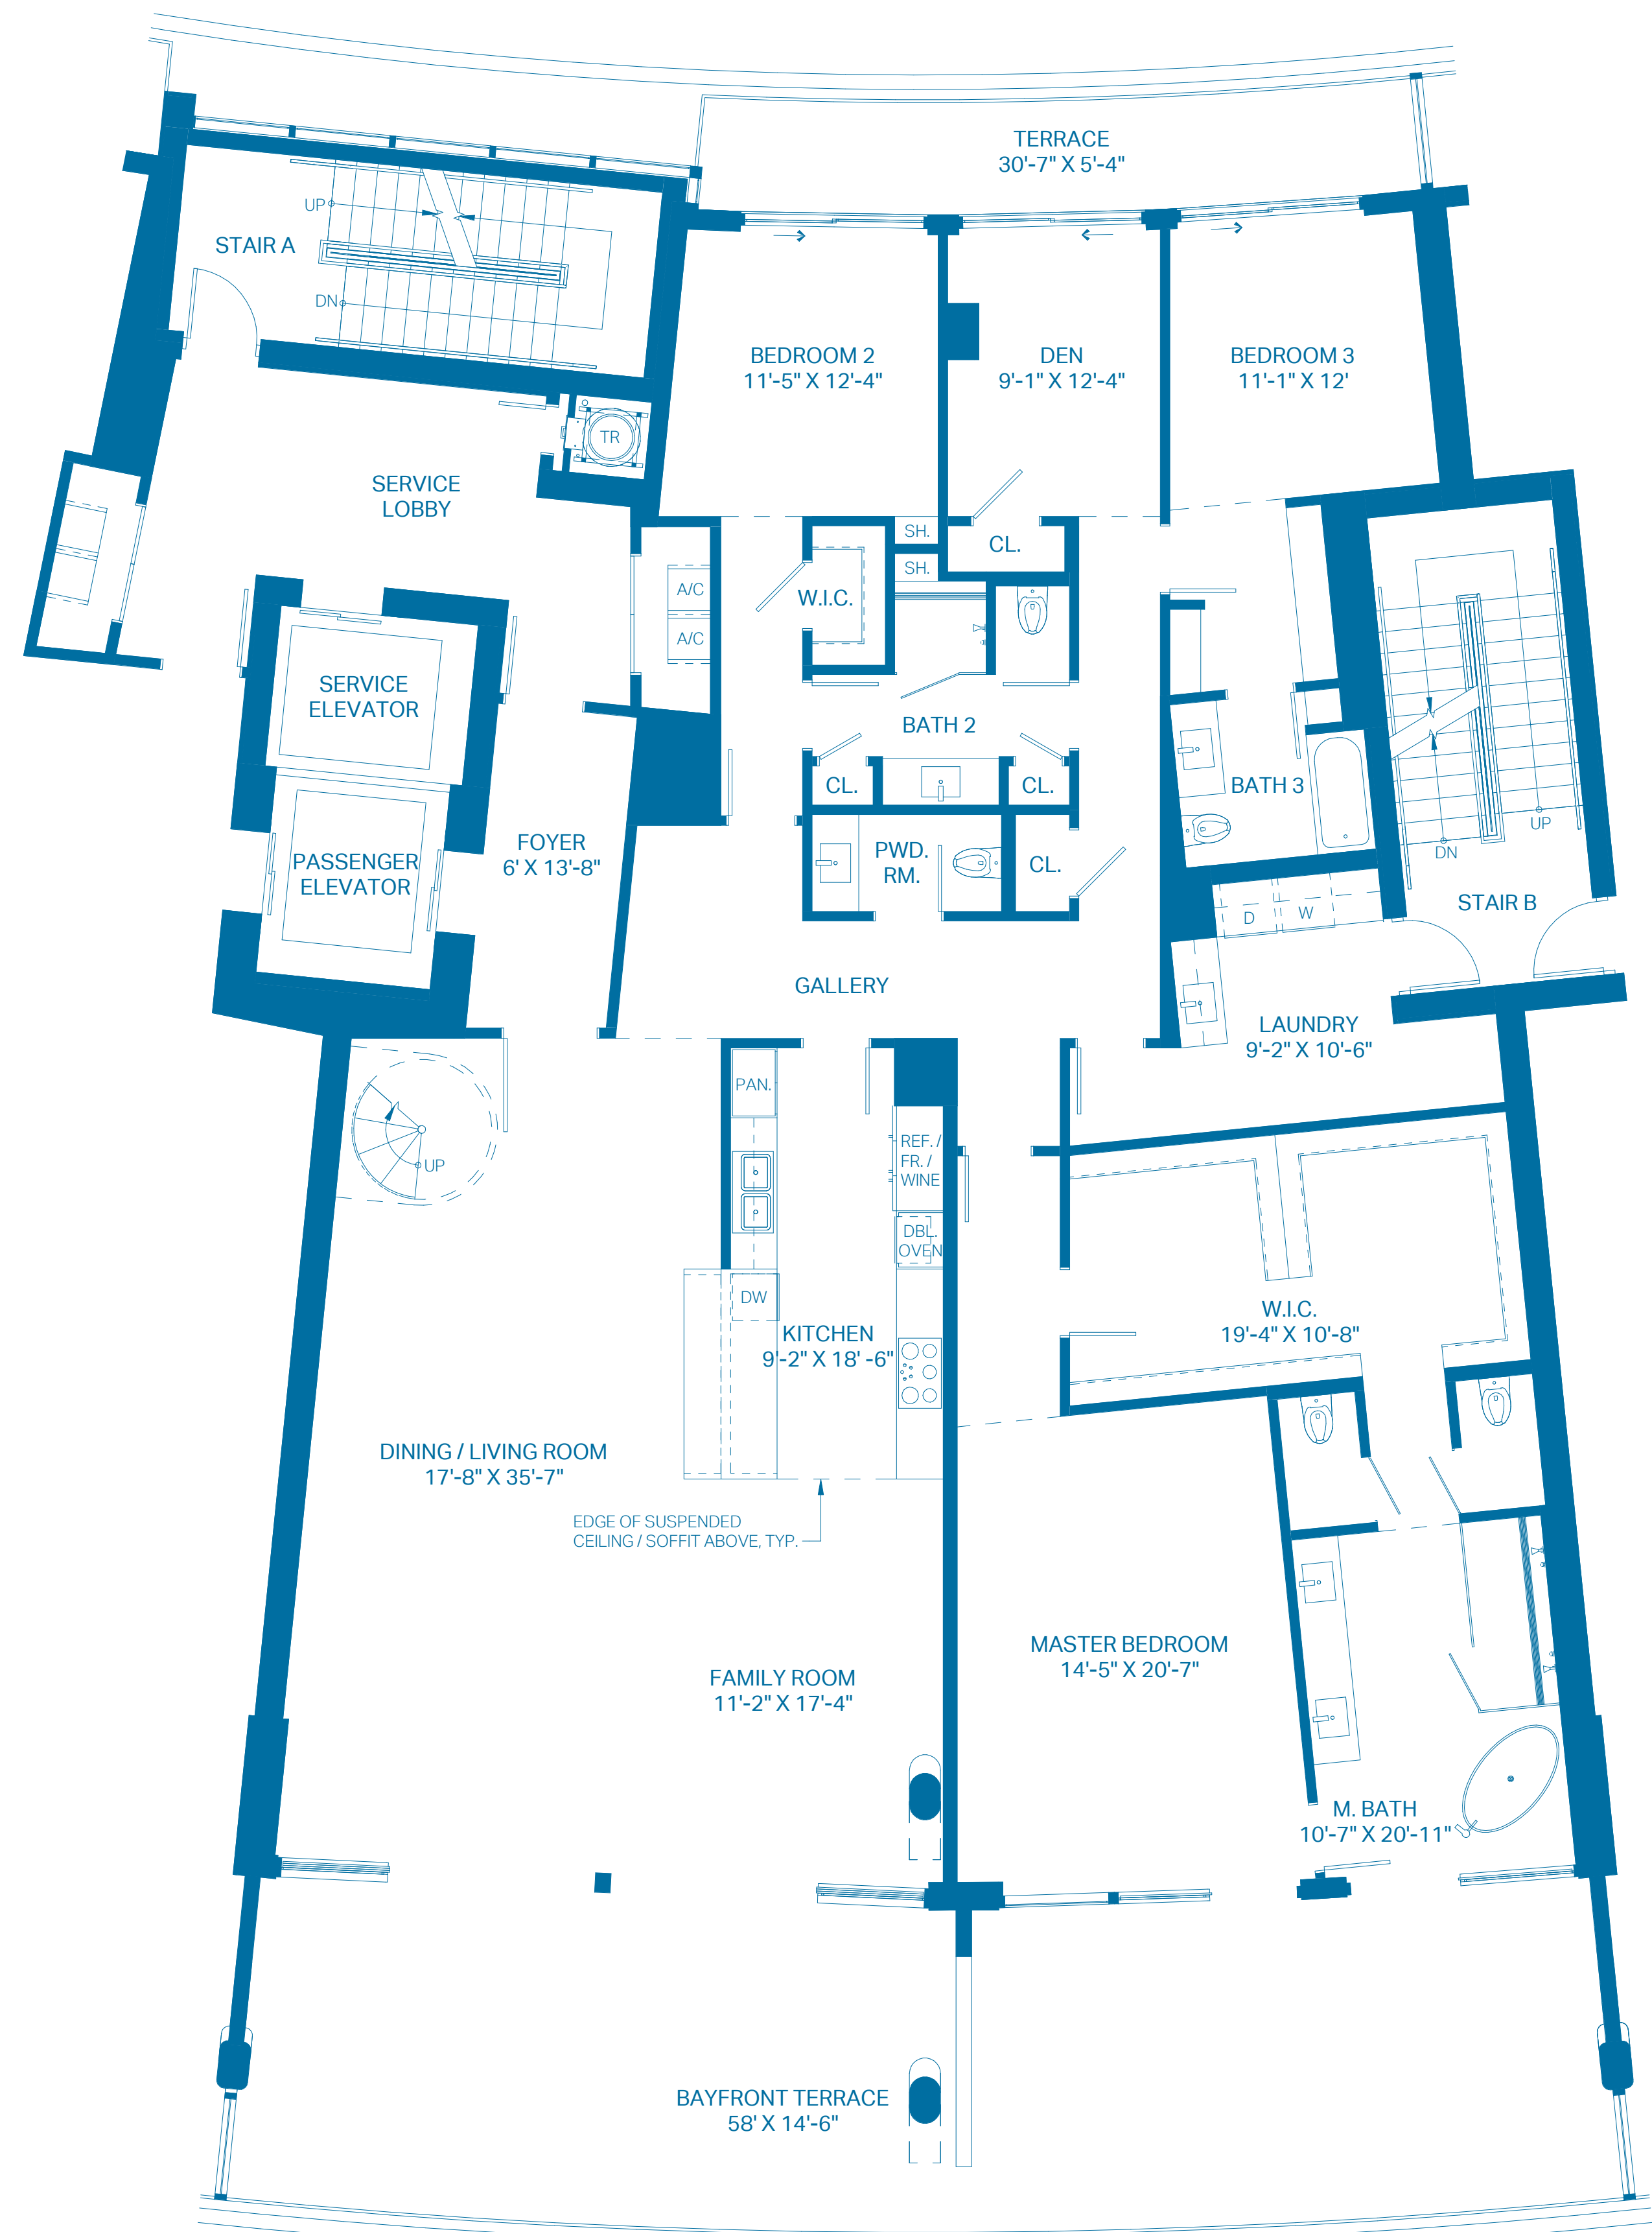 TERRACE
30'-7" X 5'-4"
UP
STAIR A
DN
BEDROOM 2
11'-5" X 12'-4"
DEN
9'-1" X 12'-4"
BEDROOM 3
11'-1" X 12'
TR
SERVICE
LOBBY
SH.
CL.
SH.
A/C
W.I.C.
A/C
SERVICE
ELEVATOR
BATH 2
CL.
CL.
BATH 3
UP
DN
FOYER
6' X 13'-8"
PASSENGER
ELEVATOR
PWD.
RM.
CL.
STAIR B
D
W
GALLERY
LAUNDRY
9'-2" X 10'-6"
PAN.
UP
REF. /
FR. /
WINE
DBL.
OVEN
DW
KITCHEN
9'-2" X 18' -6"
W.I.C.
19'-4" X 10'-8"
DINING / LIVING ROOM
17'-8" X 35'-7"
EDGE OF SUSPENDED
CEILING / SOFFIT ABOVE, TYP.
MASTER BEDROOM
14'-5" X 20'-7"
FAMILY ROOM
11'-2" X 17'-4"
M. BATH
10'-7" X 20'-11"
BAYFRONT TERRACE
58' X 14'-6"